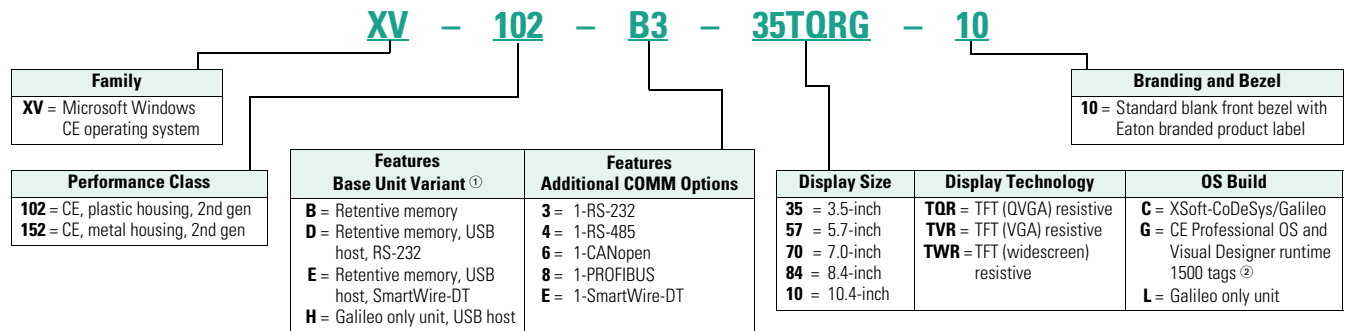 XV – 102 – B3 – 35TQRG – 10
Family
XV = Microsoft Windows
CE operating system
Branding and Bezel
10 = Standard blank front bezel with
Eaton branded product label
Performance Class
102 = CE, plastic housing, 2nd gen
152 = CE, metal housing, 2nd gen
Features
Base Unit Variant ①
B = Retentive memory
D = Retentive memory, USB
host, RS-232
E = Retentive memory, USB
host, SmartWire-DT
H = Galileo only unit, USB host
Features
Additional COMM Options
3 = 1-RS-232
4 = 1-RS-485
6 = 1-CANopen
8 = 1-PROFIBUS
E = 1-SmartWire-DT
Display Size
35 = 3.5-inch
57 = 5.7-inch
70 = 7.0-inch
84 = 8.4-inch
10 = 10.4-inch
Display Technology
TQR = TFT (QVGA) resistive
TVR = TFT (VGA) resistive
TWR = TFT (widescreen)
resistive
OS Build
C = XSoft-CoDeSys/Galileo
G = CE Professional OS and
Visual Designer runtime
1500 tags ②
L = Galileo only unit